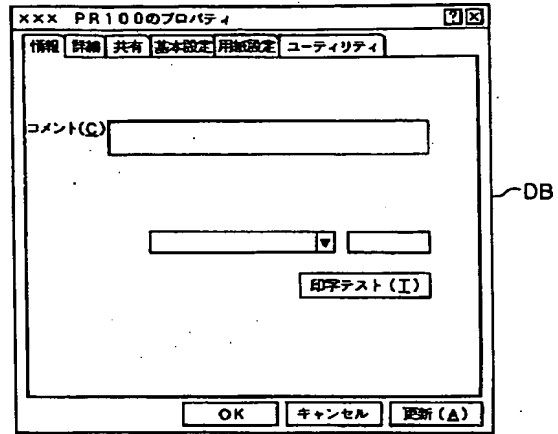 ××× PR100のプロパティ ? ×
情報 詳細 共有 基本設定 用紙設定 ユーティリティ
コメント(C)
DB
印字テスト(T)
OK キャンセル 更新(A)